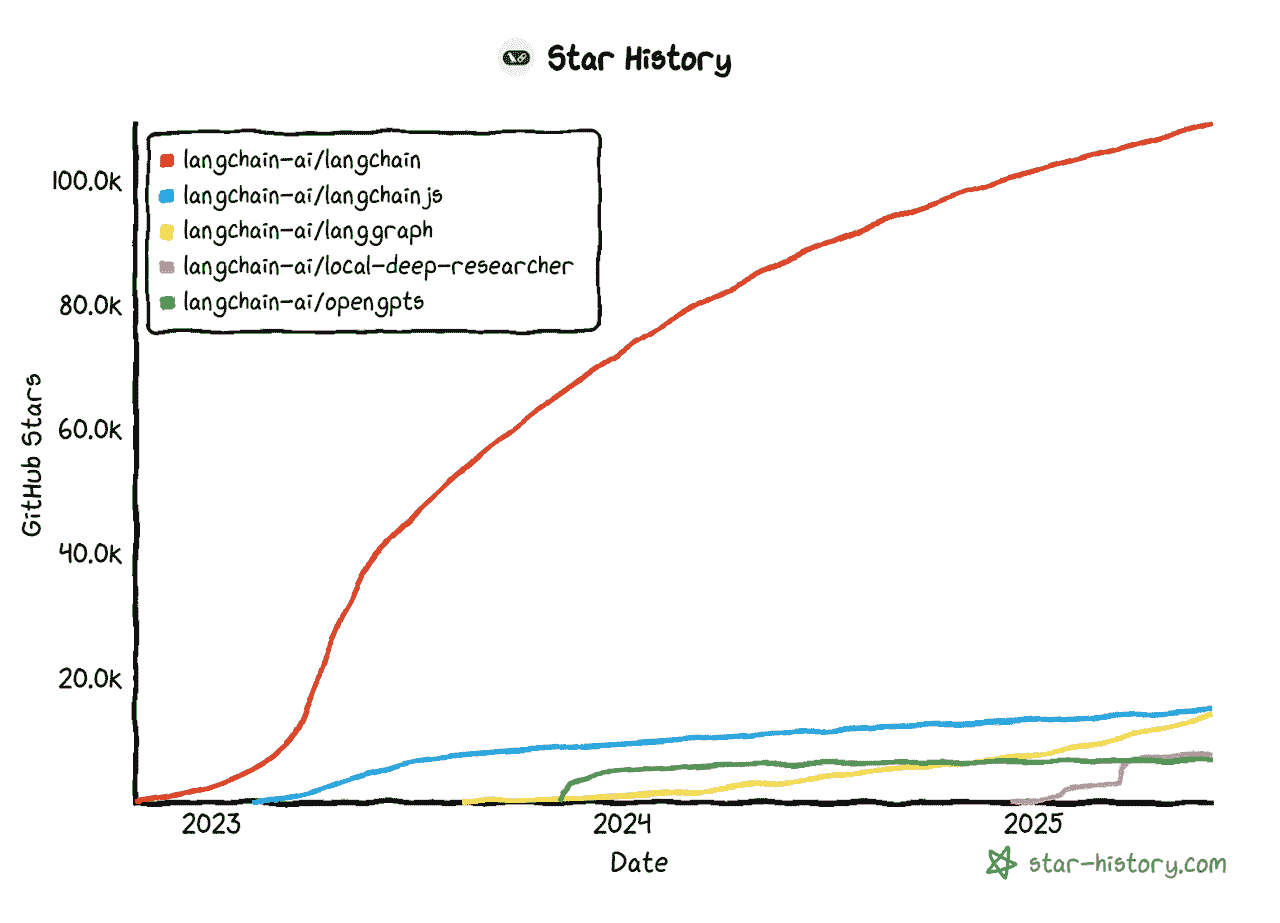 Star History
langchain-ai/langchain
langchain-ai/langchainjs
langchain-ai/langgraph
langchain-ai/local-deep-researcher
langchain-ai/opengpts
100.0k
80.0k
60.0k
40.0k
20.0k
GitHub Stars
2023
2024
2025
Date
star-history.com